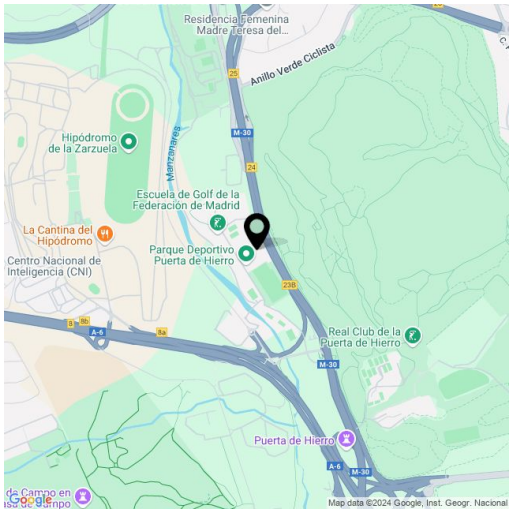 Residencia Femenina
Madre Teresa del...
Anillo Verde Ciclista
25
M-30
Hipódromo
de la Zarzuela
Manzanares
24
Escuela de Golf de la
Federación de Madrid
La Cantina del
Hipódromo
Parque Deportivo
Puerta de Hierro
Centro Nacional de
Inteligencia (CNI)
23B
8
8b
8a
A-6
Real Club de la
Puerta de Hierro
M-30
Puerta de Hierro
A-6
M-30
de Campo en
Google
Map data ©2024 Google, Inst. Geogr. Nacional